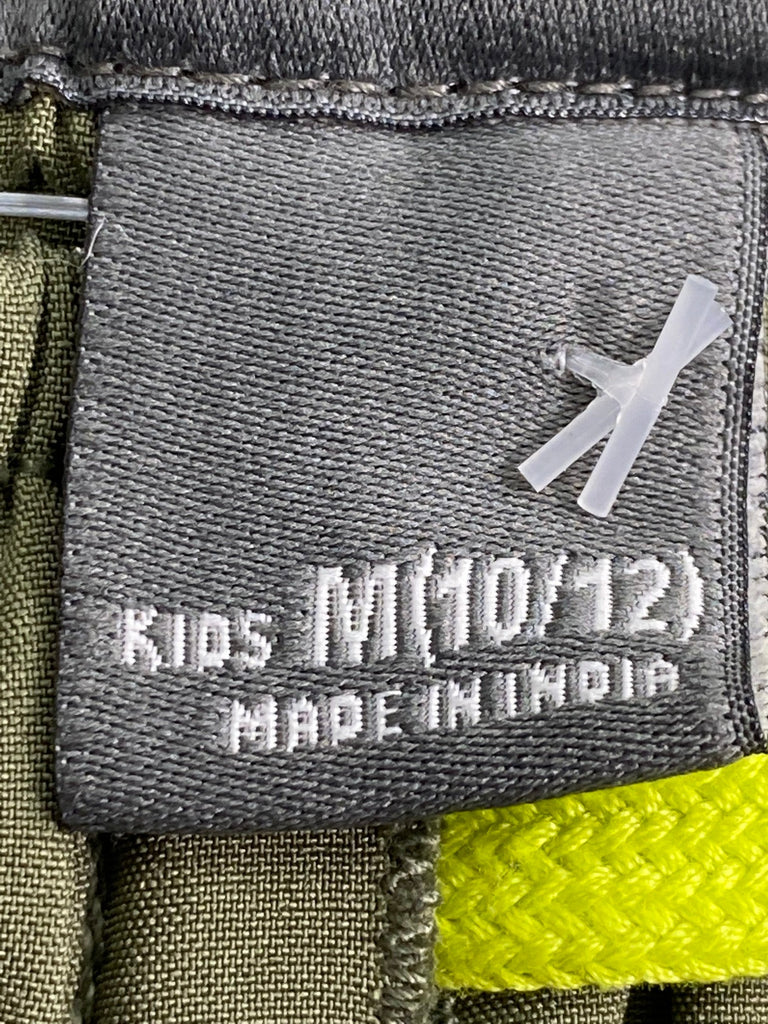 KIDS M(10/12)
MADE IN INDIA